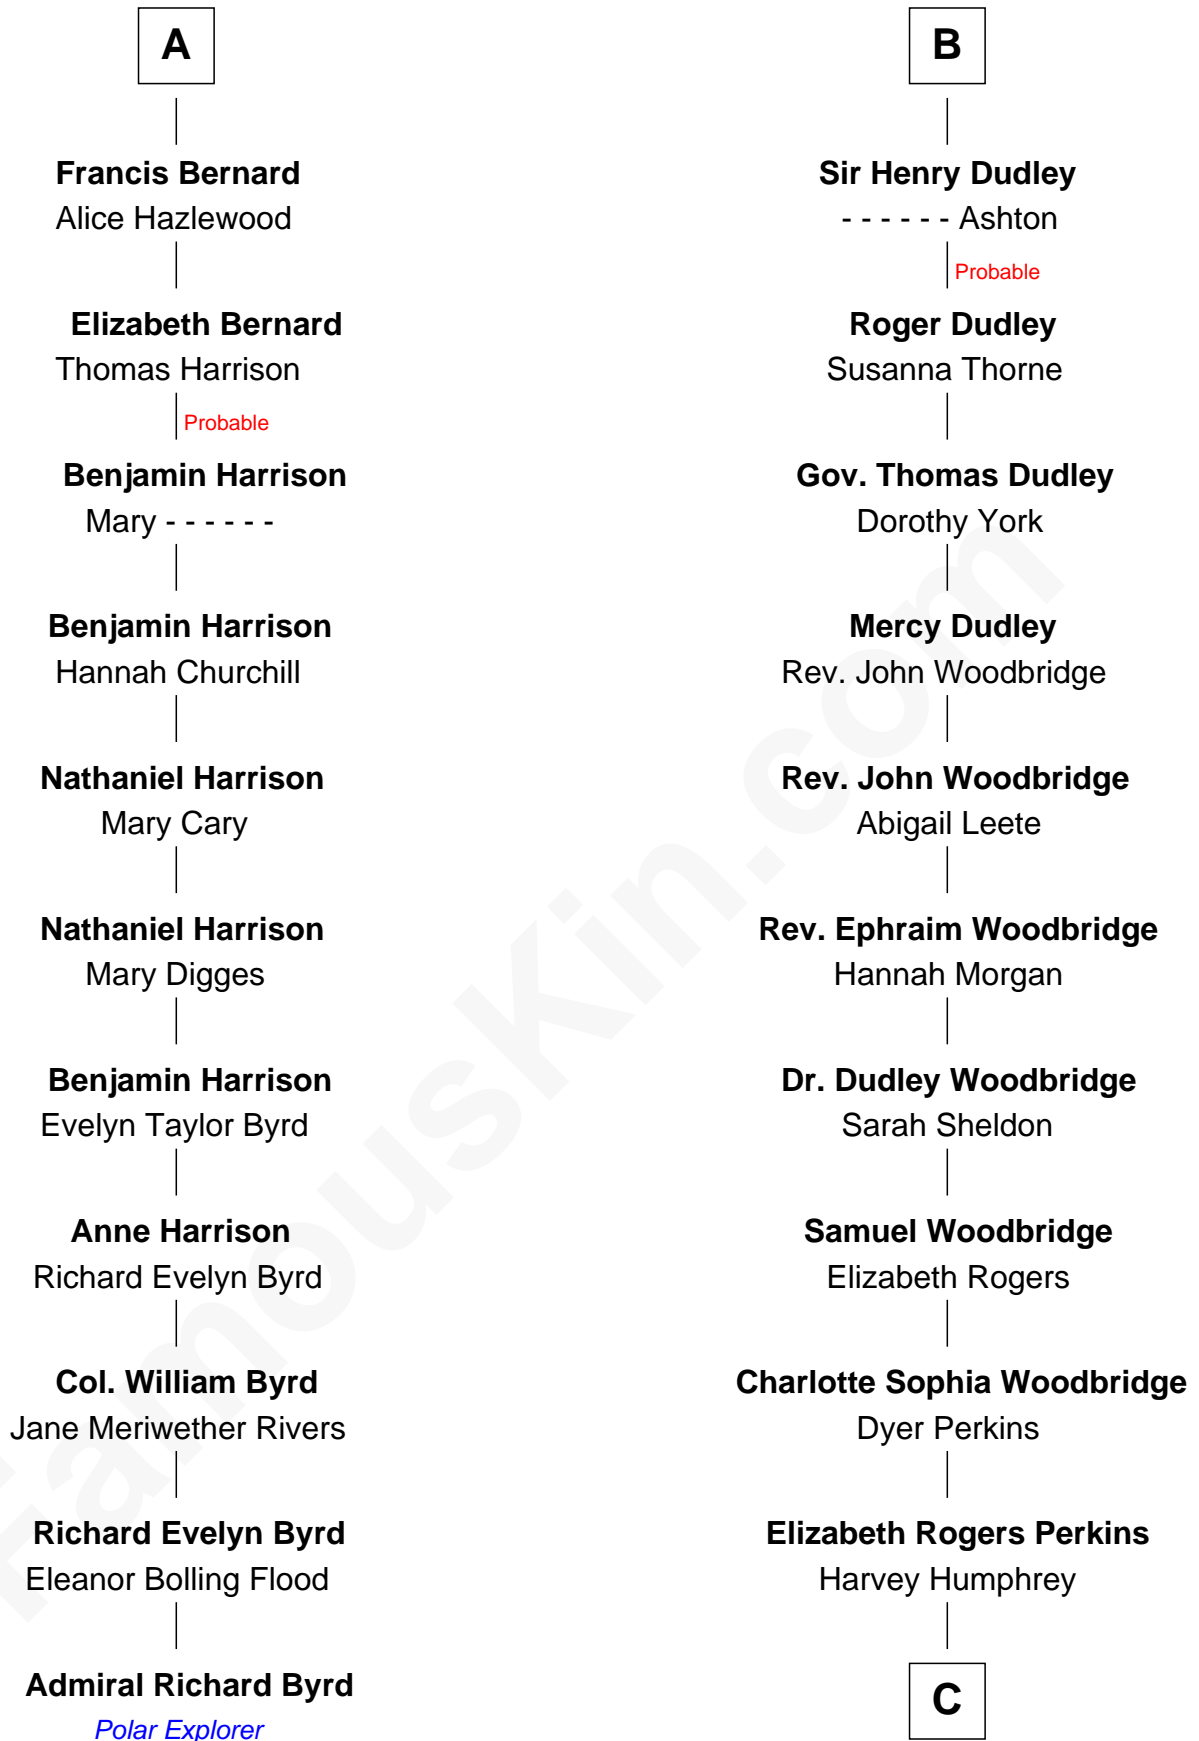 A
Francis Bernard
Alice Hazlewood
Elizabeth Bernard
Thomas Harrison
Probable
Benjamin Harrison
Mary - - - - - -
Benjamin Harrison
Hannah Churchill
Nathaniel Harrison
Mary Cary
Nathaniel Harrison
Mary Digges
Benjamin Harrison
Evelyn Taylor Byrd
Anne Harrison
Richard Evelyn Byrd
Col. William Byrd
Jane Meriwether Rivers
Richard Evelyn Byrd
Eleanor Bolling Flood
Admiral Richard Byrd
Polar Explorer
B
Sir Henry Dudley
- - - - - - Ashton
Probable
Roger Dudley
Susanna Thorne
Gov. Thomas Dudley
Dorothy York
Mercy Dudley
Rev. John Woodbridge
Rev. John Woodbridge
Abigail Leete
Rev. Ephraim Woodbridge
Hannah Morgan
Dr. Dudley Woodbridge
Sarah Sheldon
Samuel Woodbridge
Elizabeth Rogers
Charlotte Sophia Woodbridge
Dyer Perkins
Elizabeth Rogers Perkins
Harvey Humphrey
C
FamousKin.com